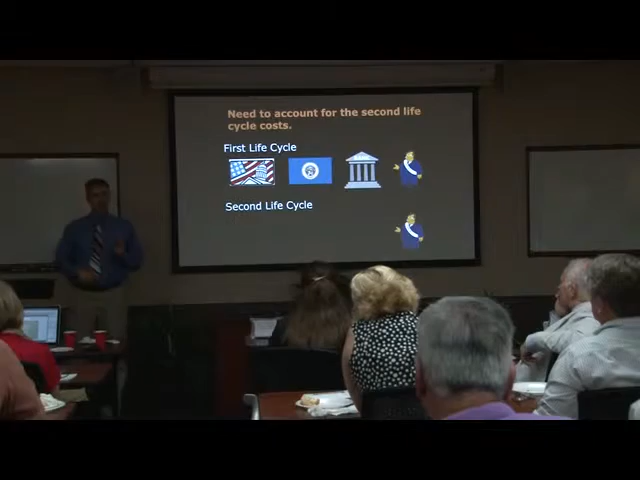 Need to account for the second life
cycle costs.
First Life Cycle
Second Life Cycle